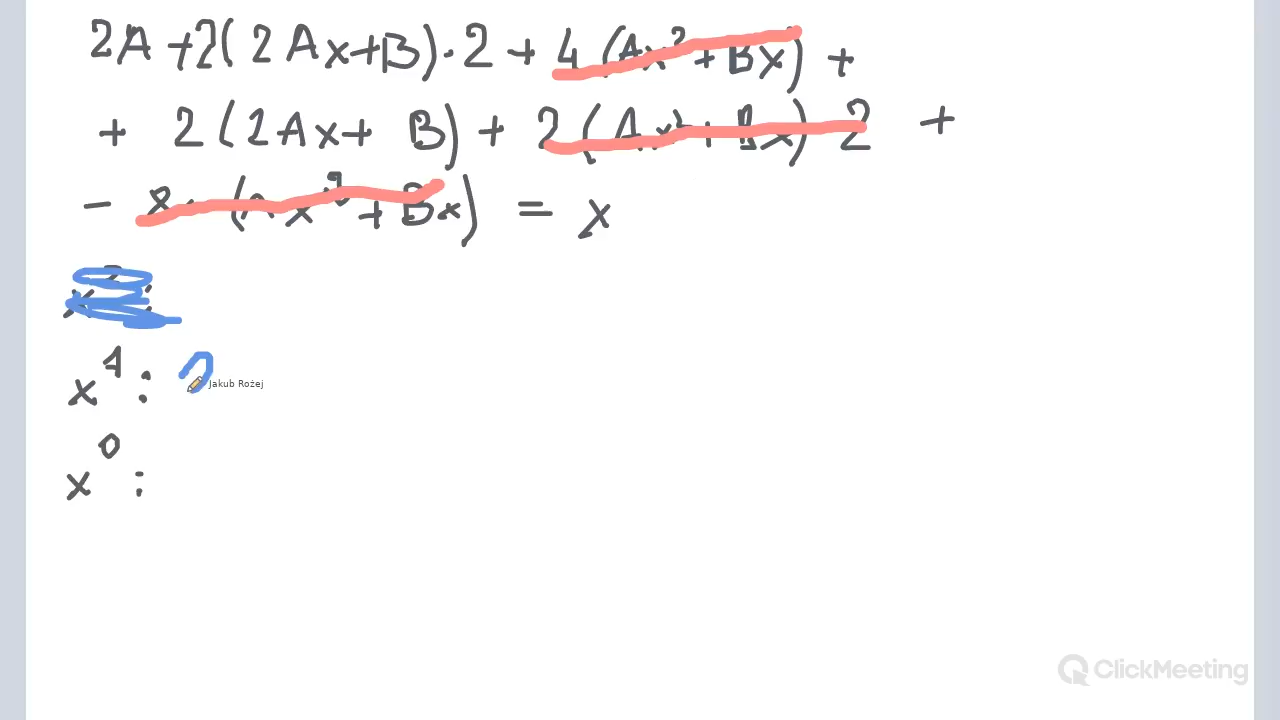 2A + 2(2Ax+B)·2 + 4(Ax²+Bx) +
+ 2(2Ax+B) + 2(Ax²+Bx)·2 +
- 8·(Ax²+Bx) = x
x¹: 2
Jakub Rożej
x⁰:
ClickMeeting